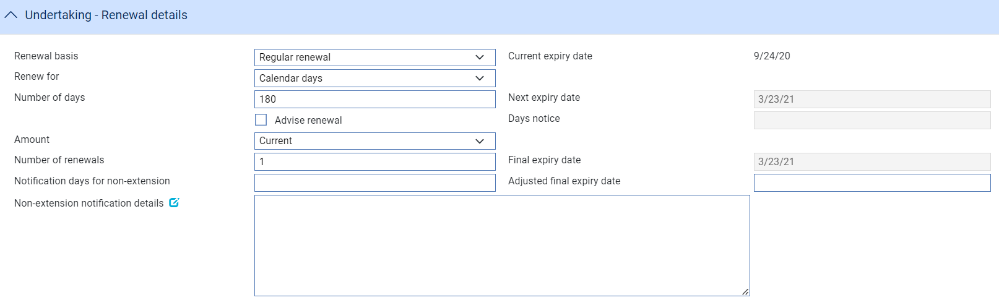 Undertaking - Renewal details
Renewal basis Regular renewal Current expiry date 9/24/20
Renew for Calendar days
Number of days 180 Next expiry date 3/23/21
Advise renewal Days notice
Amount Current
Number of renewals 1 Final expiry date 3/23/21
Notification days for non-extension Adjusted final expiry date
Non-extension notification details